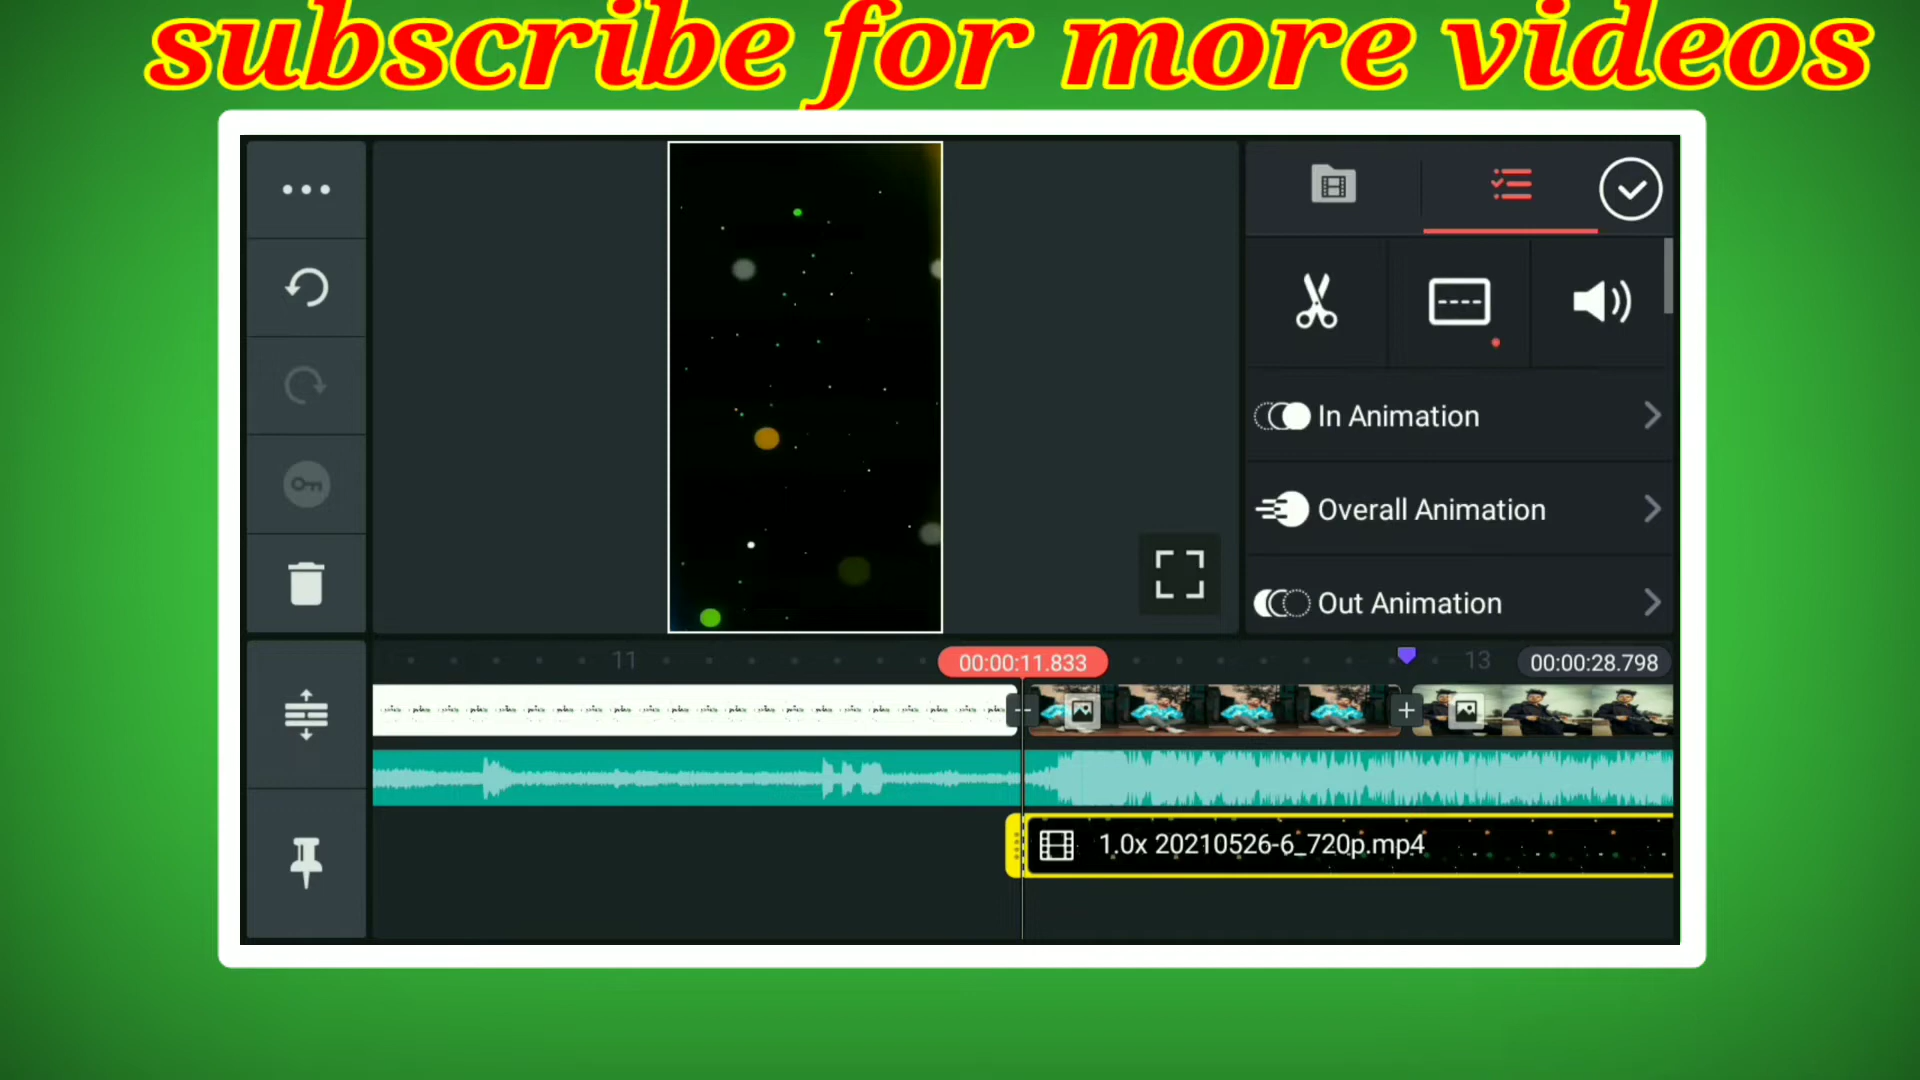 subscribe for more videos
In Animation
Overall Animation
Out Animation
11
00:00:11.833
13
00:00:28.798
1.0x 20210526-6_720p.mp4